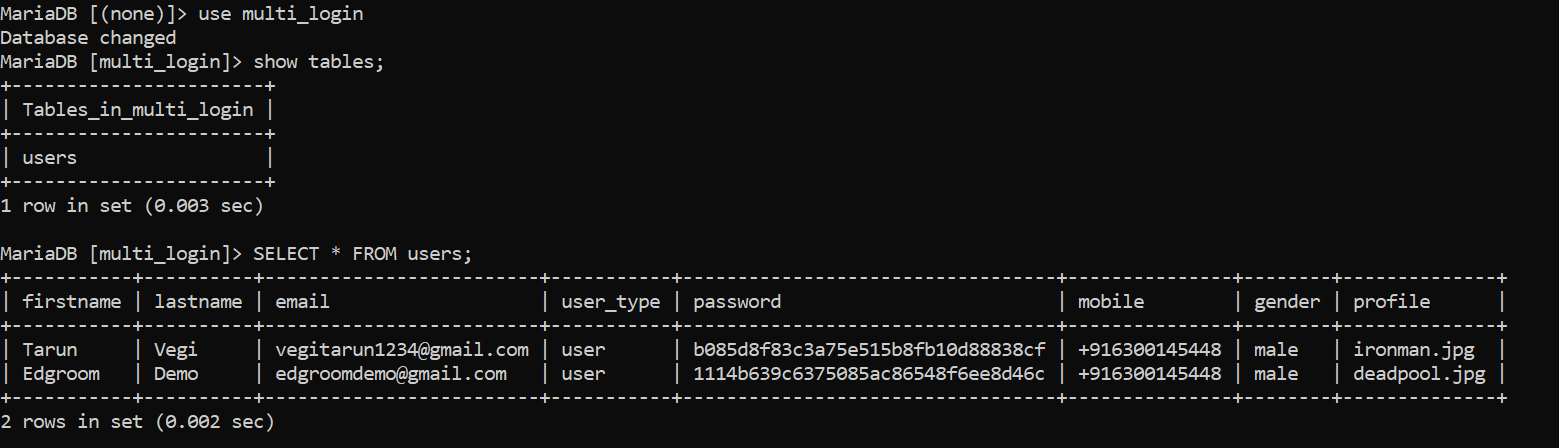 MariaDB [(none)]> use multi_login
Database changed
MariaDB [multi_login]> show tables;
+-----------------------+
| Tables_in_multi_login |
+-----------------------+
| users                 |
+-----------------------+
1 row in set (0.003 sec)

MariaDB [multi_login]> SELECT * FROM users;
+-----------+----------+-------------------------+-----------+----------------------------------+---------------+--------+--------------+
| firstname | lastname | email                   | user_type | password                         | mobile        | gender | profile      |
+-----------+----------+-------------------------+-----------+----------------------------------+---------------+--------+--------------+
| Tarun     | Vegi     | vegitarun1234@gmail.com | user      | b085d8f83c3a75e515b8fb10d88838cf | +916300145448 | male   | ironman.jpg  |
| Edgroom   | Demo     | edgroomdemo@gmail.com   | user      | 1114b639c6375085ac86548f6ee8d46c | +916300145448 | male   | deadpool.jpg |
+-----------+----------+-------------------------+-----------+----------------------------------+---------------+--------+--------------+
2 rows in set (0.002 sec)